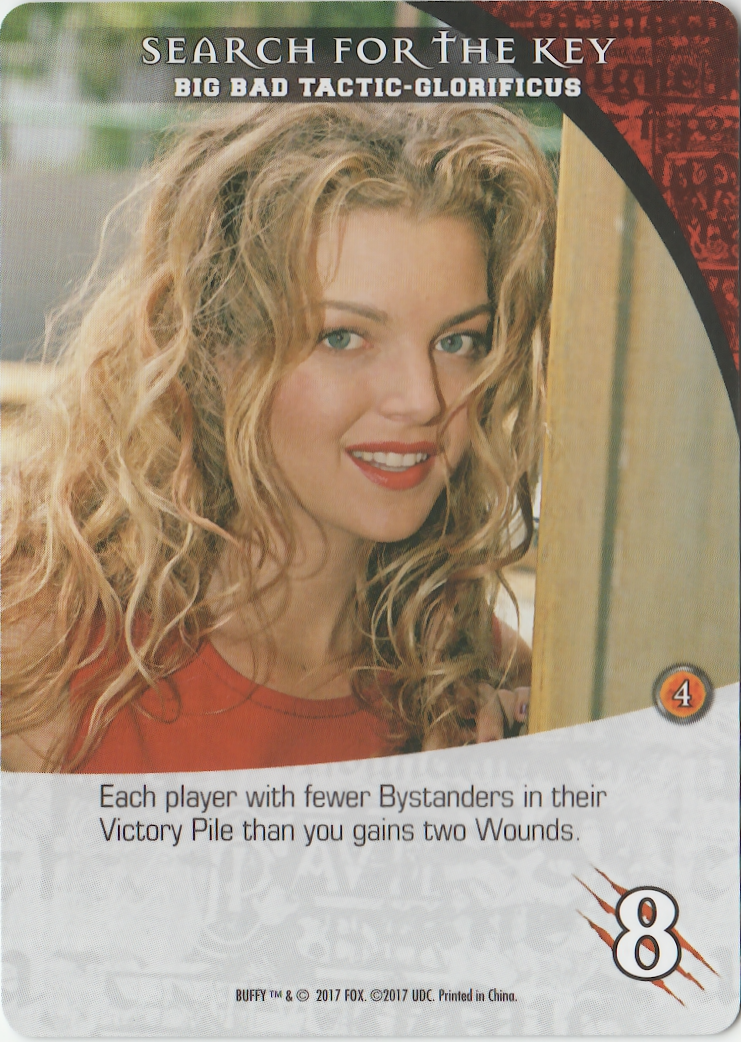 SEARCH FOR THE KEY
BIG BAD TACTIC-GLORIFICUS
4
Each player with fewer Bystanders in their
Victory Pile than you gains two Wounds.
8
BUFFY ™ & © 2017 FOX. ©2017 UDC. Printed in China.